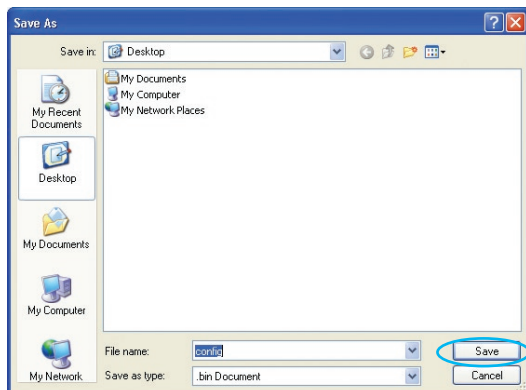 Save As
Save in:
Desktop
My Recent
Documents
Desktop
My Documents
My Computer
My Network
My Documents
My Computer
My Network Places
File name:
config
Save
Save as type:
.bin Document
Cancel